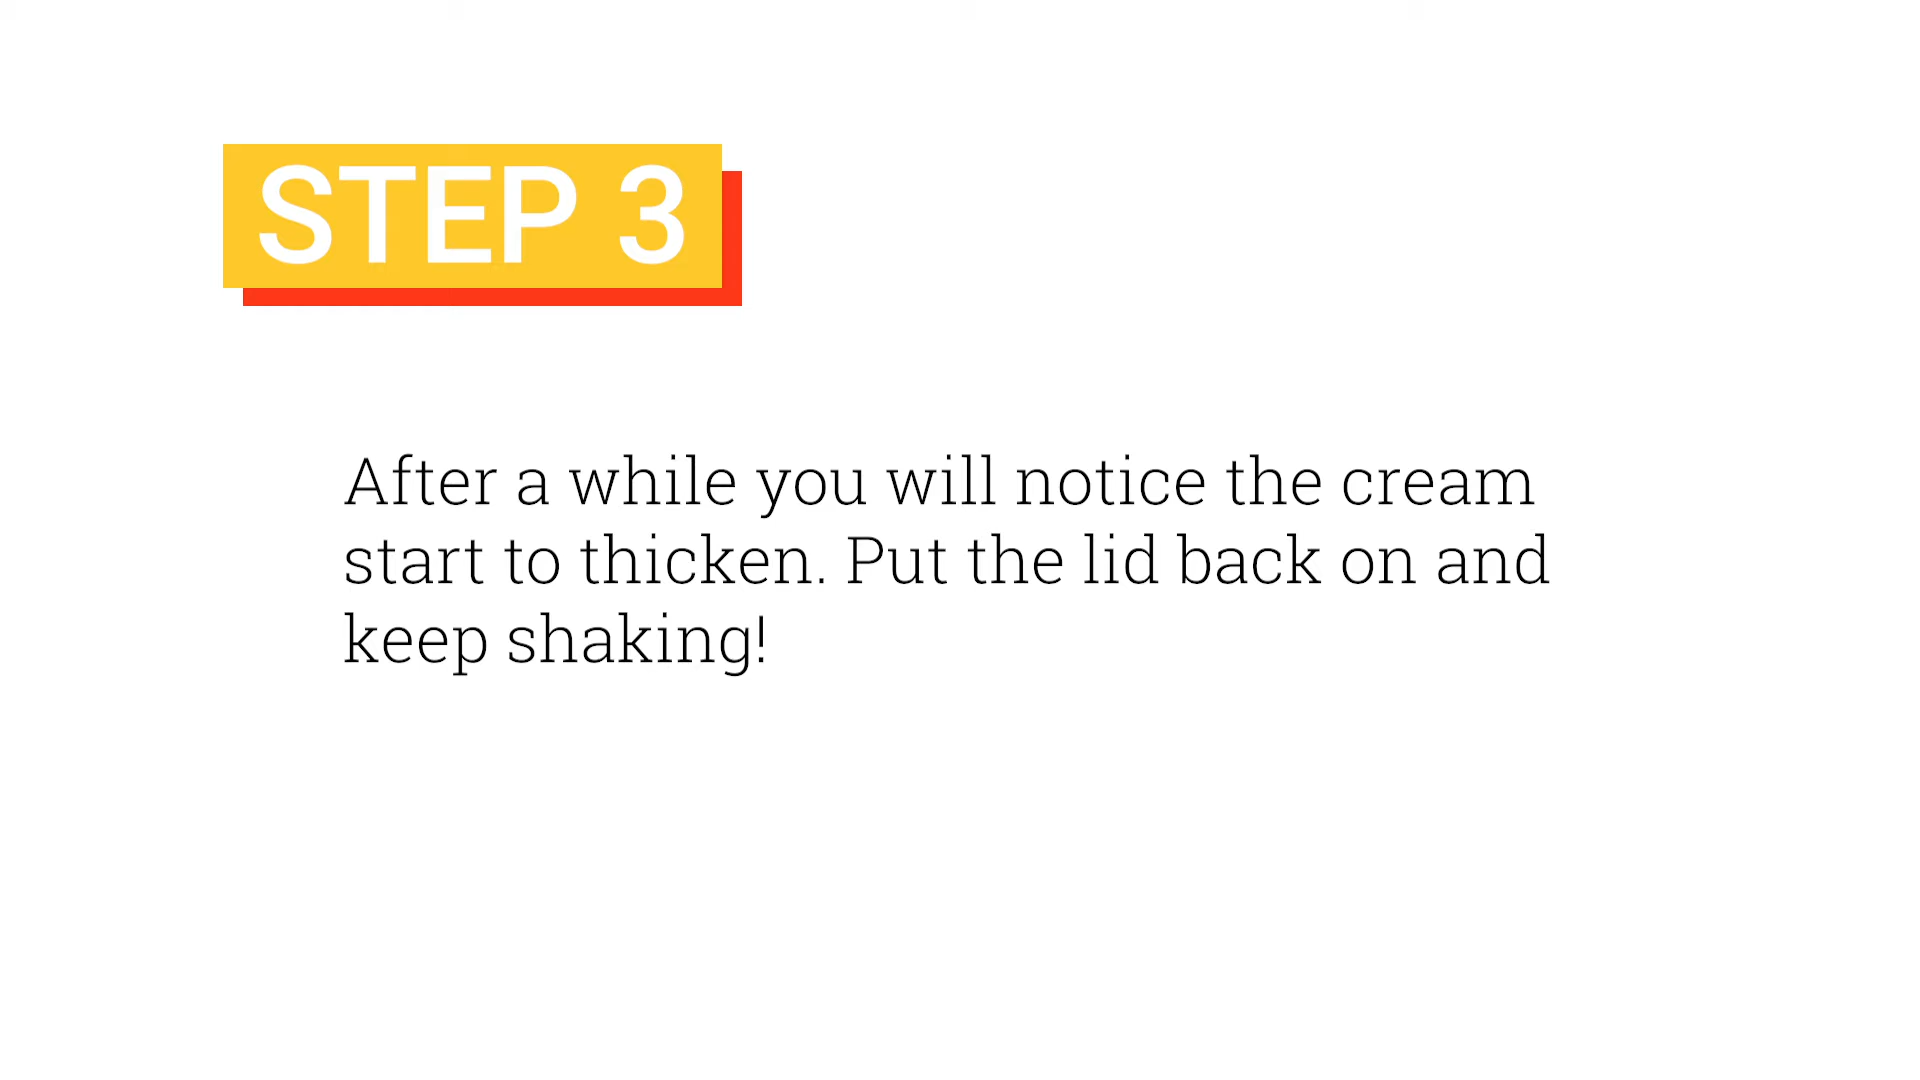 STEP 3
After a while you will notice the cream
start to thicken. Put the lid back on and
keep shaking!